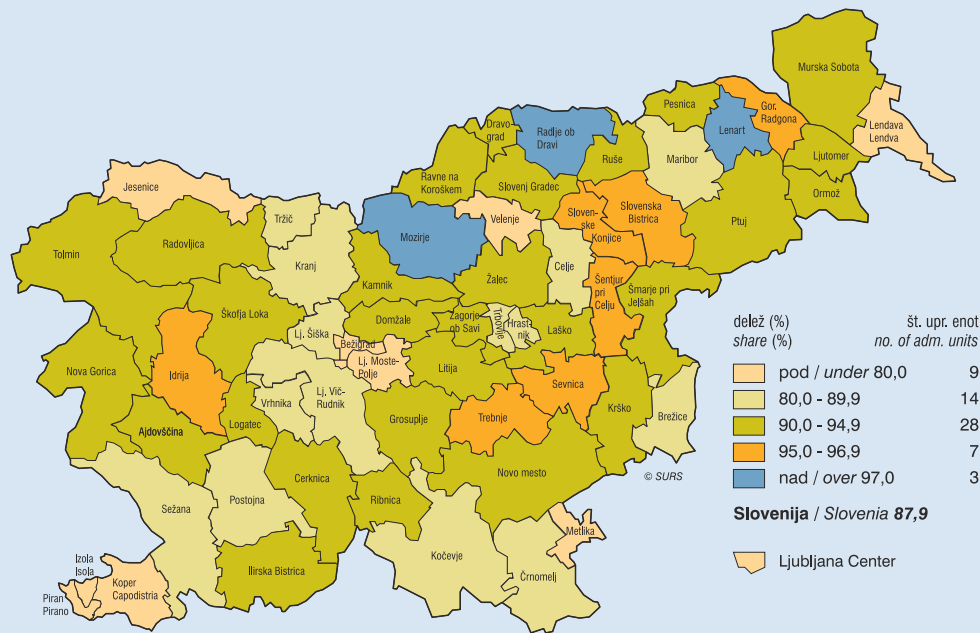 Murska Sobota
Pesnica
Gor.
Radgona
Lendava
Lendva
Dravo-
grad
Radlje ob
Dravi
Lenart
Maribor
Ruše
Ljutomer
Ravne na
Koroškem
Slovenj Gradec
Jesenice
Ormož
Tržič
Velenje
Sloven-
ske
Konjice
Slovenska
Bistrica
Ptuj
Tolmin
Radovljica
Mozirje
Kranj
Celje
Kamnik
Žalec
Šentjur
pri
Celju
Šmarje pri
Jelšah
Škofja Loka
Domžale
Zagorje
ob Savi
Trbovlje
Hrast-
nik
Laško
Lj. Šiška
Bežigrad
Lj. Moste-
Polje
Nova Gorica
Idrija
Litija
Sevnica
Vrhnika
Lj. Vič-
Rudnik
Grosuplje
Trebnje
Krško
Brežice
Ajdovščina
Logatec
Novo mesto
Cerknica
Ribnica
Postojna
Sežana
Kočevje
Metlika
Črnomelj
Ilirska Bistrica
Izola
Isola
Koper
Capodistria
Piran
Pirano
© SURS
delež (%) št. upr. enot
share (%) no. of adm. units
pod / under 80,0 9
80,0 - 89,9 14
90,0 - 94,9 28
95,0 - 96,9 7
nad / over 97,0 3
Slovenija / Slovenia 87,9
Ljubljana Center